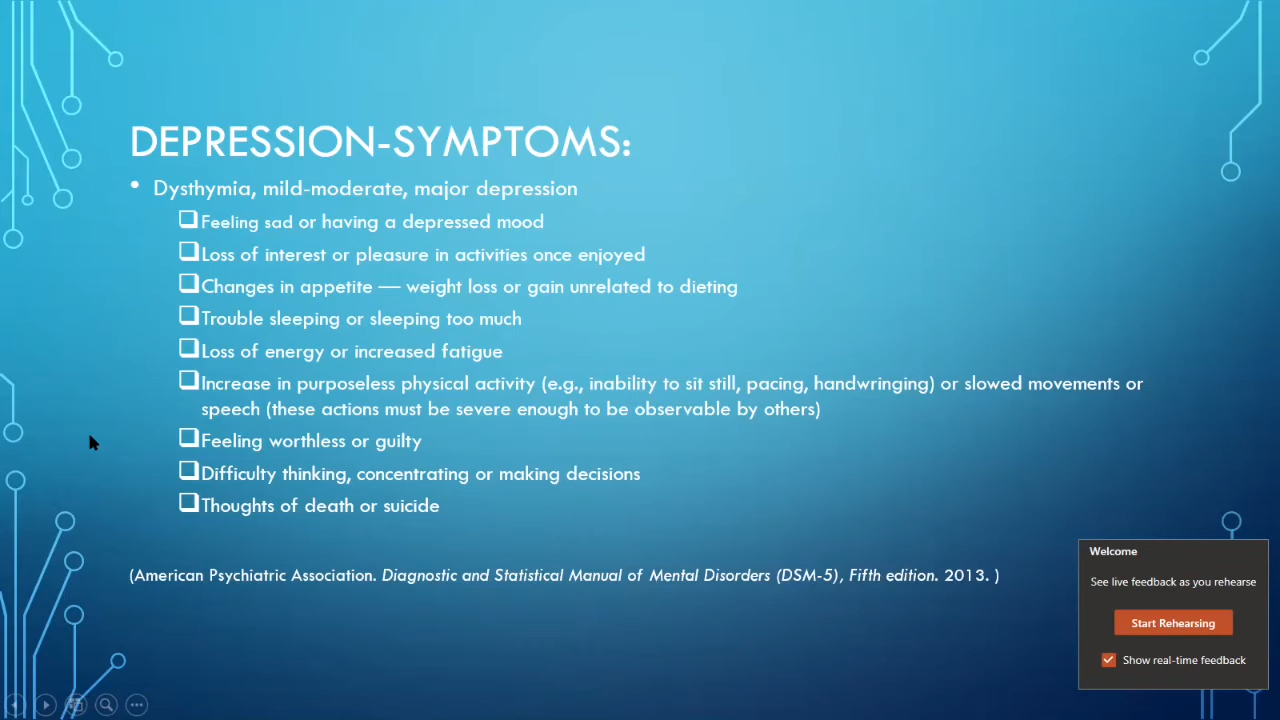 DEPRESSION-SYMPTOMS:
• Dysthymia, mild-moderate, major depression
❑Feeling sad or having a depressed mood
❑Loss of interest or pleasure in activities once enjoyed
❑Changes in appetite — weight loss or gain unrelated to dieting
❑Trouble sleeping or sleeping too much
❑Loss of energy or increased fatigue
❑Increase in purposeless physical activity (e.g., inability to sit still, pacing, handwringing) or slowed movements or
speech (these actions must be severe enough to be observable by others)
❑Feeling worthless or guilty
❑Difficulty thinking, concentrating or making decisions
❑Thoughts of death or suicide
(American Psychiatric Association. Diagnostic and Statistical Manual of Mental Disorders (DSM-5), Fifth edition. 2013. )
Welcome
See live feedback as you rehearse
Start Rehearsing
Show real-time feedback